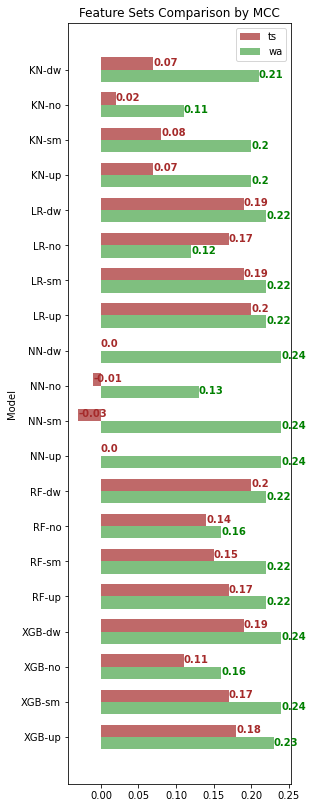 Feature Sets Comparison by MCC
ts
wa
KN-dw 0.07
0.21
KN-no 0.02
0.11
KN-sm 0.08
0.2
KN-up 0.07
0.2
LR-dw 0.19
0.22
LR-no 0.17
0.12
LR-sm 0.19
0.22
LR-up 0.2
0.22
NN-dw 0.0
0.24
NN-no -0.01
0.13
Model
NN-sm -0.03
0.24
NN-up 0.0
0.24
RF-dw 0.2
0.22
RF-no 0.14
0.16
RF-sm 0.15
0.22
RF-up 0.17
0.22
XGB-dw 0.19
0.24
XGB-no 0.11
0.16
XGB-sm 0.17
0.24
XGB-up 0.18
0.23
0.00 0.05 0.10 0.15 0.20 0.25